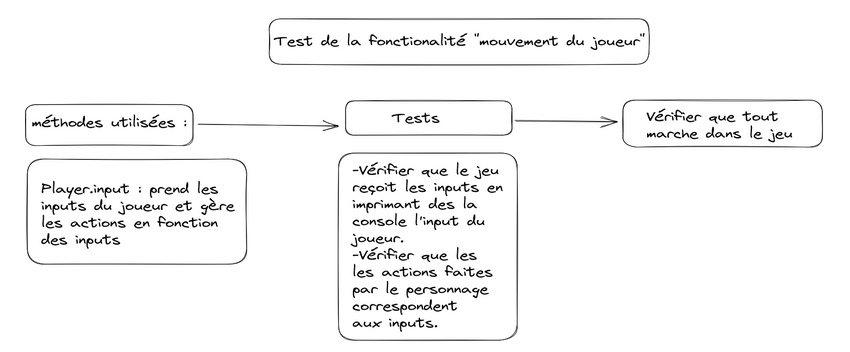 Test de la fonctionalité "mouvement du joueur"
méthodes utilisées :
Tests
Vérifier que tout
marche dans le jeu
Player.input : prend les
inputs du joueur et gère
les actions en fonction
des inputs
-Vérifier que le jeu
reçoit les inputs en
imprimant des la
console l'input du
joueur.
-Vérifier que les
les actions faites
par le personnage
correspondent
aux inputs.